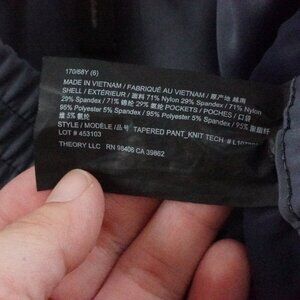 170/68Y (6)
MADE IN VIETNAM / FABRIQUÉ AU VIETNAM / 原产地 越南
SHELL / EXTÉRIEUR / 面料 71% Nylon 29% Spandex /
29% Spandex / 71% 锦纶 29% 氨纶 POCKETS / POCHES / 口袋
95% Polyester 5% Spandex / 95% Polyester 5% Spandex / 95% 聚酯纤
维 5% 氨纶
STYLE / MODÈLE / 品号 TAPERED PANT_KNIT TECH
LOT # 453103
THEORY LLC RN 98406 CA 39862